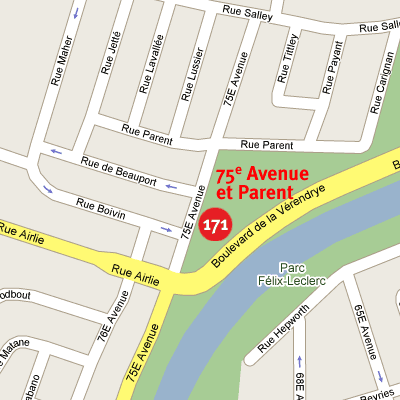 Rue Salley
Rue Salle
Rue Maher
Rue Jetté
Rue Lavallée
Rue Lussier
75E Avenue
Rue Tittley
Rue Payant
Rue Carignan
Rue Parent
Rue Parent
Rue de Beauport
75e Avenue
et Parent
171
Rue Boivin
75E Avenue
Boulevard de la Vérendrye
B
Rue Airlie
Rue Airlie
Parc
Félix-Leclerc
odbout
76E Avenue
75E Avenue
Rue Hepworth
65E Avenue
68E A
Matane
abano
Beyries